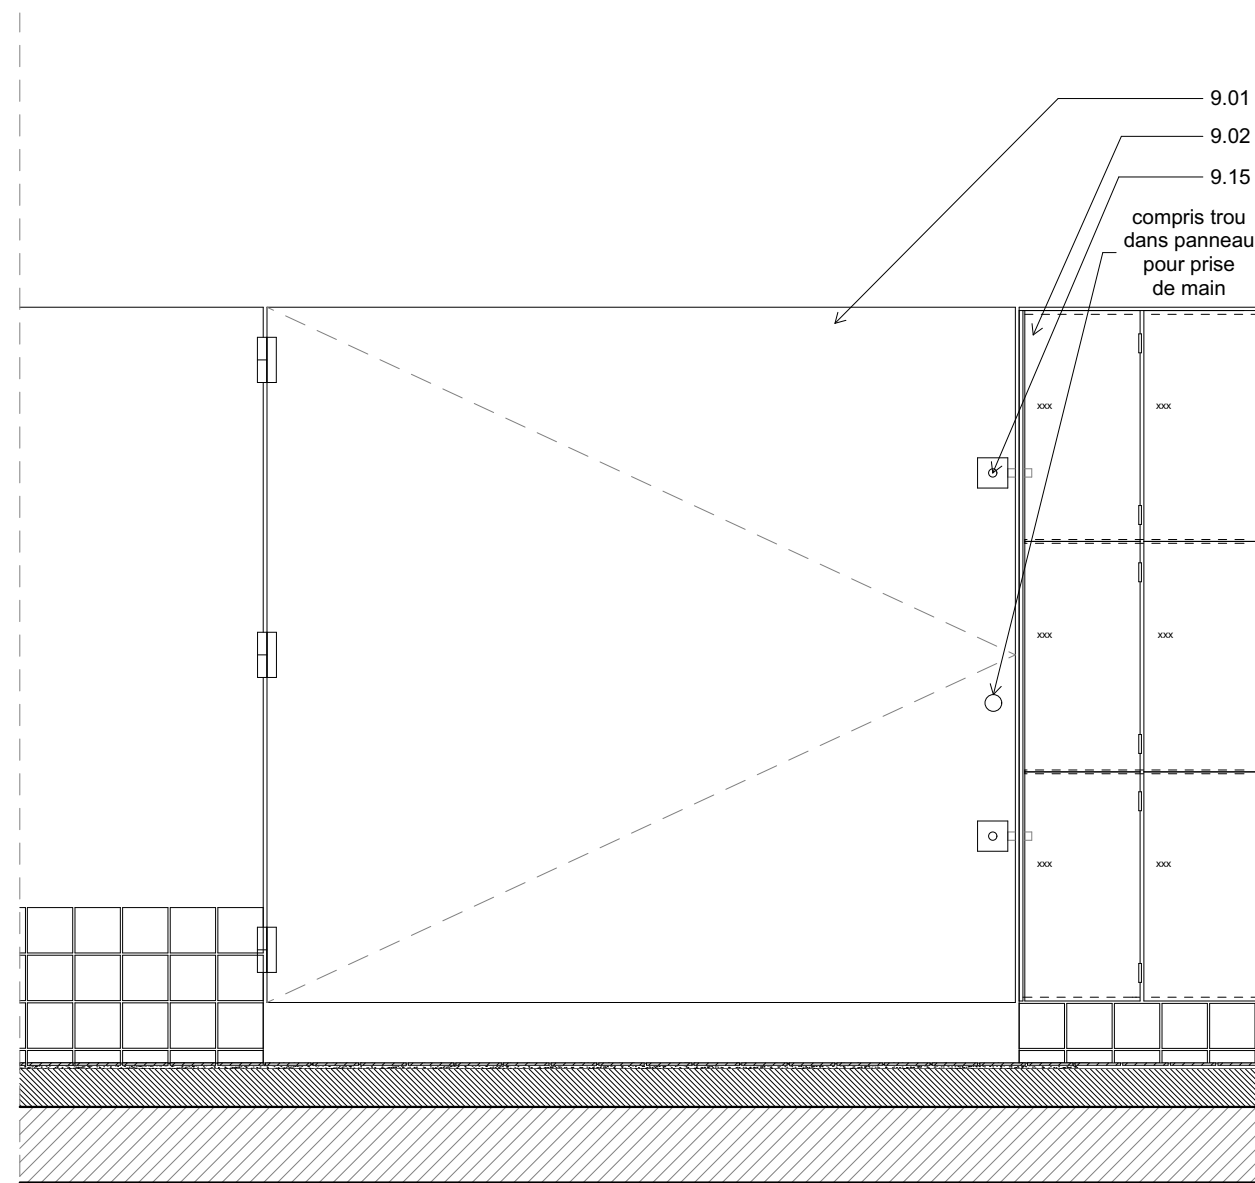 9.01
9.02
9.15
compris trou
dans panneau
pour prise
de main
xxx xxx
xxx xxx
xxx xxx